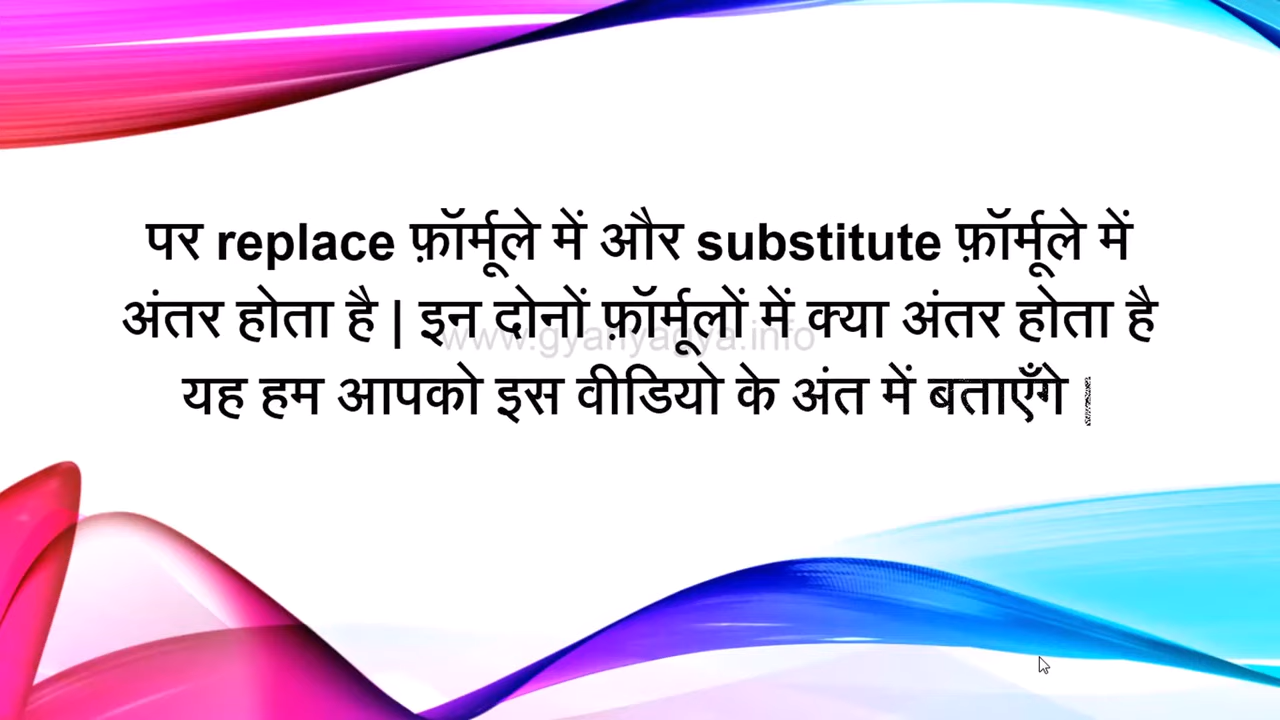 पर replace फ़ॉर्मूले में और substitute फ़ॉर्मूले में
अंतर होता है | इन दोनों फ़ॉर्मूलों में क्या अंतर होता है
www.gyanyagya.info
यह हम आपको इस वीडियो के अंत में बताएँगे |